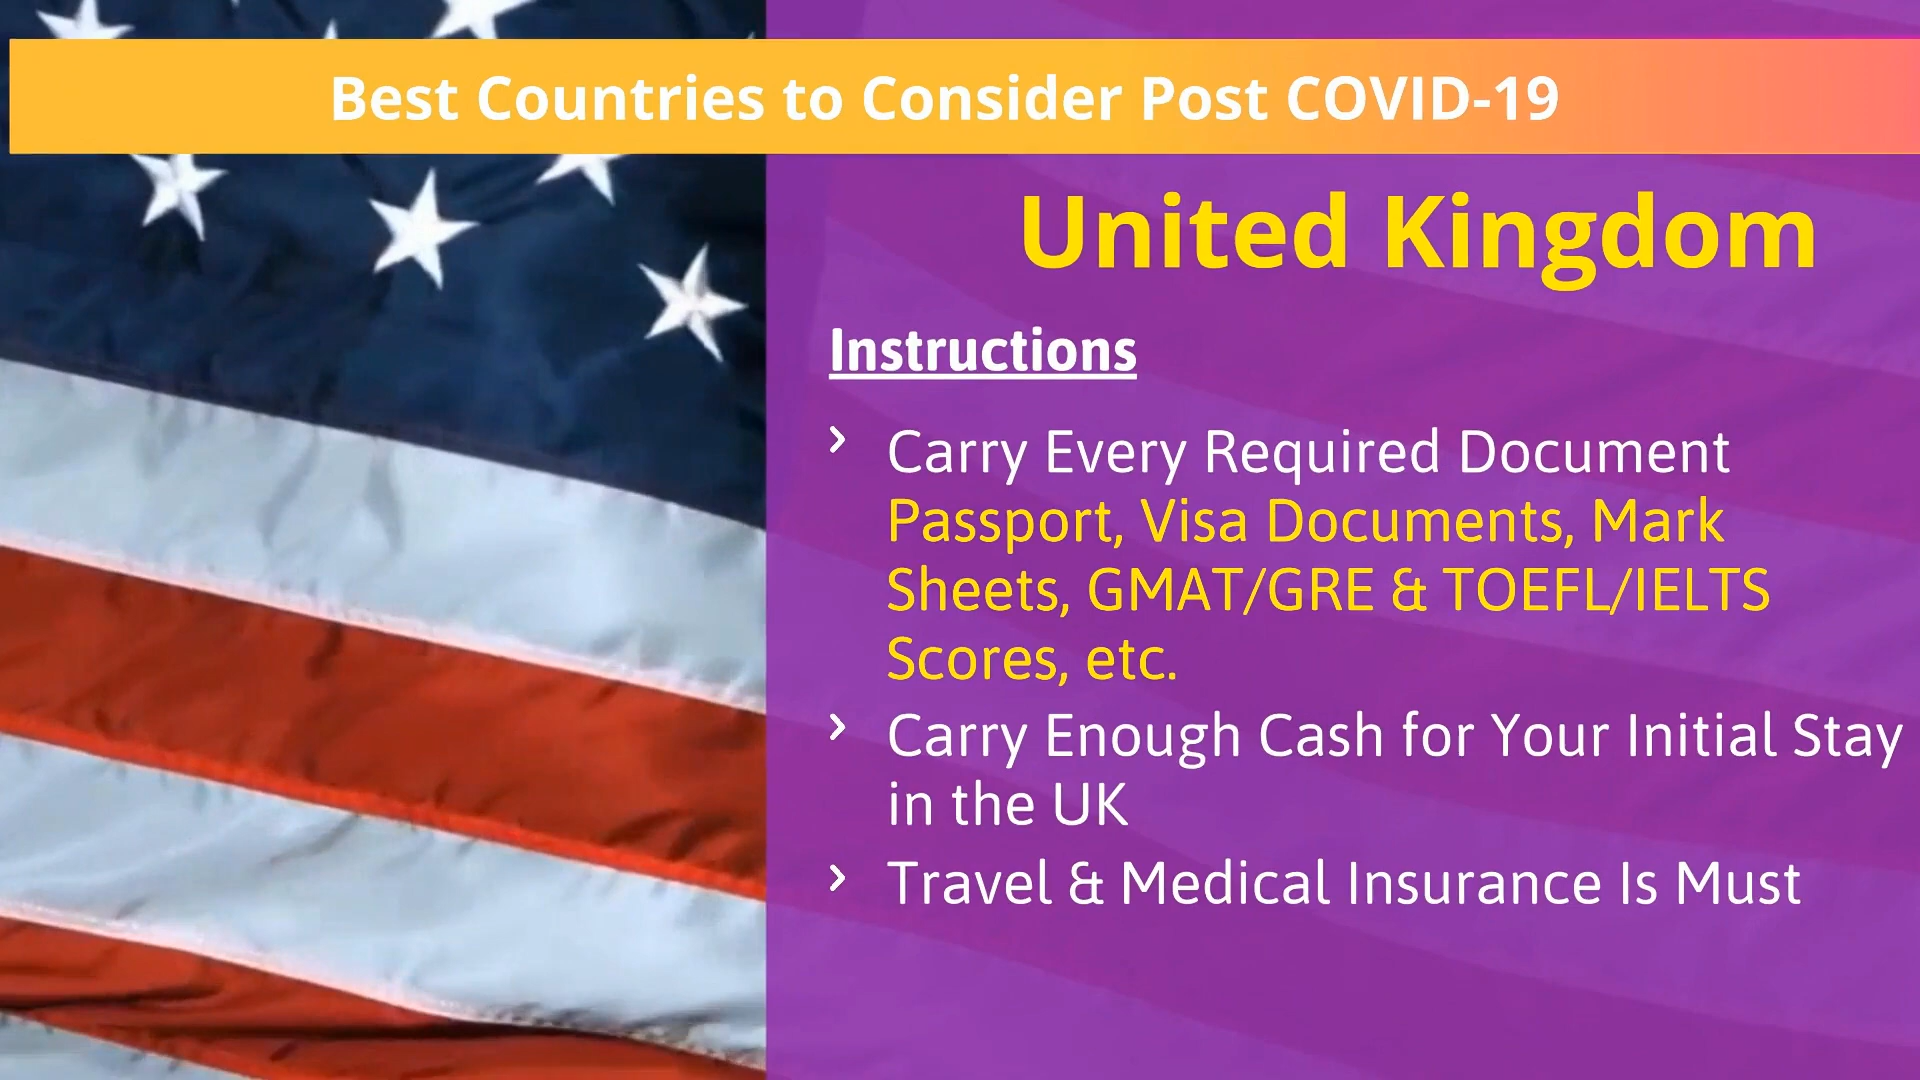 Best Countries to Consider Post COVID-19
United Kingdom
Instructions
› Carry Every Required Document
Passport, Visa Documents, Mark
Sheets, GMAT/GRE & TOEFL/IELTS
Scores, etc.
› Carry Enough Cash for Your Initial Stay
in the UK
› Travel & Medical Insurance Is Must